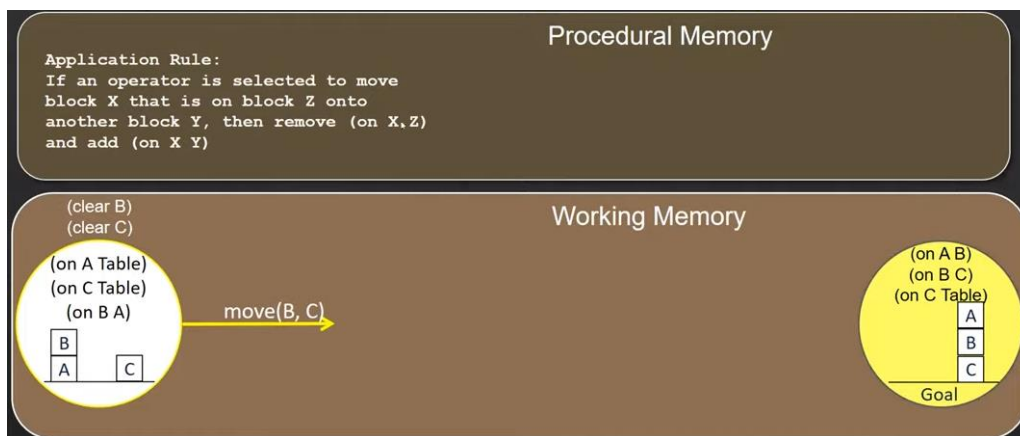 Procedural Memory
Application Rule:
If an operator is selected to move
block X that is on block Z onto
another block Y, then remove (on X,Z)
and add (on X Y)
Working Memory
(clear B)
(clear C)
(on A Table)
(on C Table)
(on B A)
B
A
C
move(B, C)
(on A B)
(on B C)
(on C Table)
A
B
C
Goal